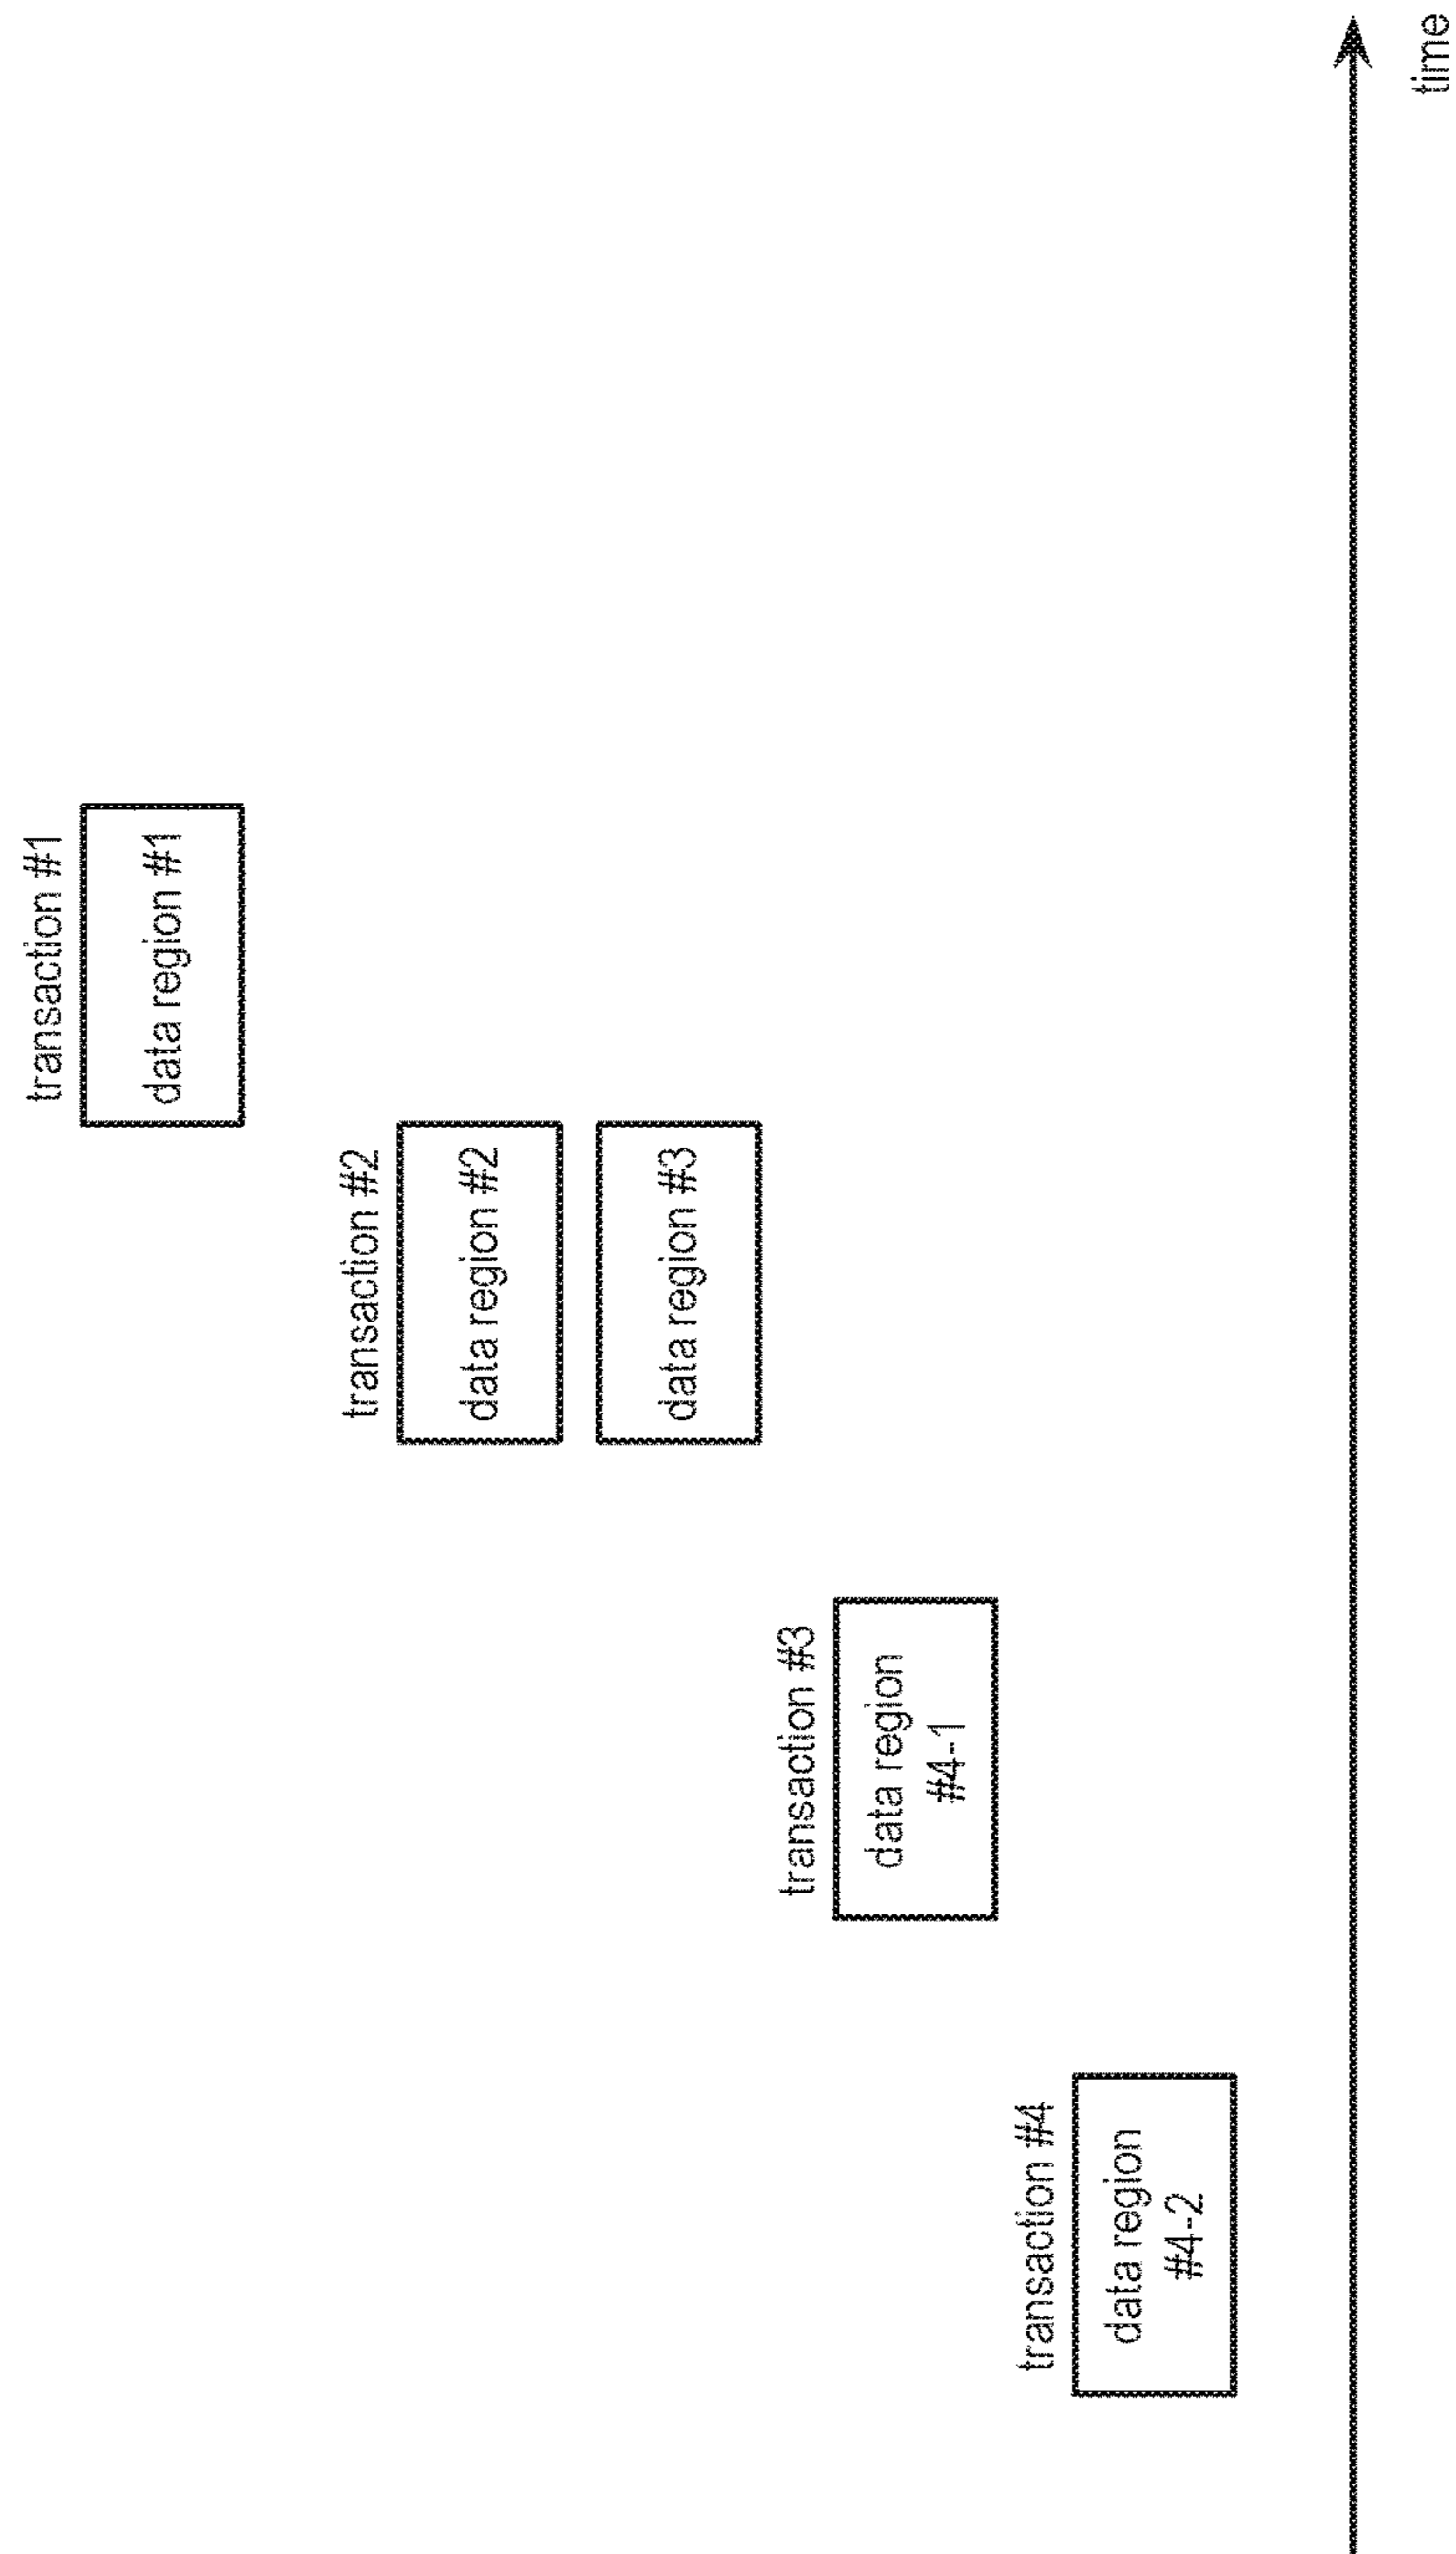 transaction #1
data region #1
transaction #2
data region #2
data region #3
transaction #3
data region
#4-1
transaction #4
data region
#4-2
time